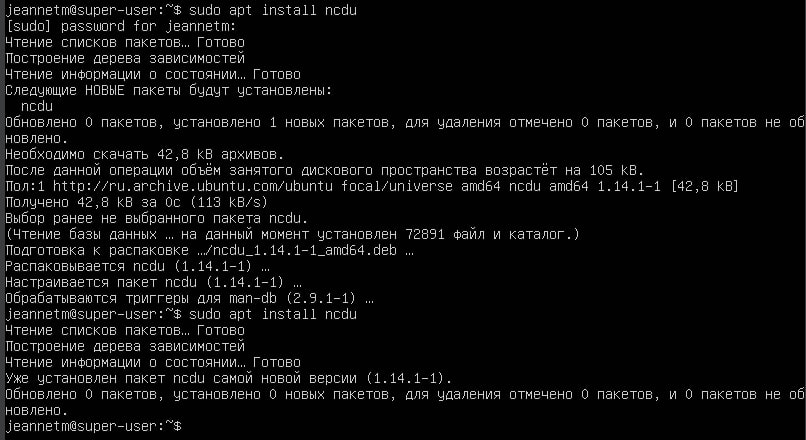 jeannetm@super-user:~$ sudo apt install ncdu
[sudo] password for jeannetm:
Чтение списков пакетов… Готово
Построение дерева зависимостей
Чтение информации о состоянии… Готово
Следующие НОВЫЕ пакеты будут установлены:
  ncdu
Обновлено 0 пакетов, установлено 1 новых пакетов, для удаления отмечено 0 пакетов, и 0 пакетов не об
новлено.
Необходимо скачать 42,8 kB архивов.
После данной операции объём занятого дискового пространства возрастёт на 105 kB.
Пол:1 http://ru.archive.ubuntu.com/ubuntu focal/universe amd64 ncdu amd64 1.14.1-1 [42,8 kB]
Получено 42,8 kB за 0с (113 kB/s)
Выбор ранее не выбранного пакета ncdu.
(Чтение базы данных … на данный момент установлен 72891 файл и каталог.)
Подготовка к распаковке …/ncdu_1.14.1-1_amd64.deb …
Распаковывается ncdu (1.14.1-1) …
Настраивается пакет ncdu (1.14.1-1) …
Обрабатываются триггеры для man-db (2.9.1-1) …
jeannetm@super-user:~$ sudo apt install ncdu
Чтение списков пакетов… Готово
Построение дерева зависимостей
Чтение информации о состоянии… Готово
Уже установлен пакет ncdu самой новой версии (1.14.1-1).
Обновлено 0 пакетов, установлено 0 новых пакетов, для удаления отмечено 0 пакетов, и 0 пакетов не об
новлено.
jeannetm@super-user:~$